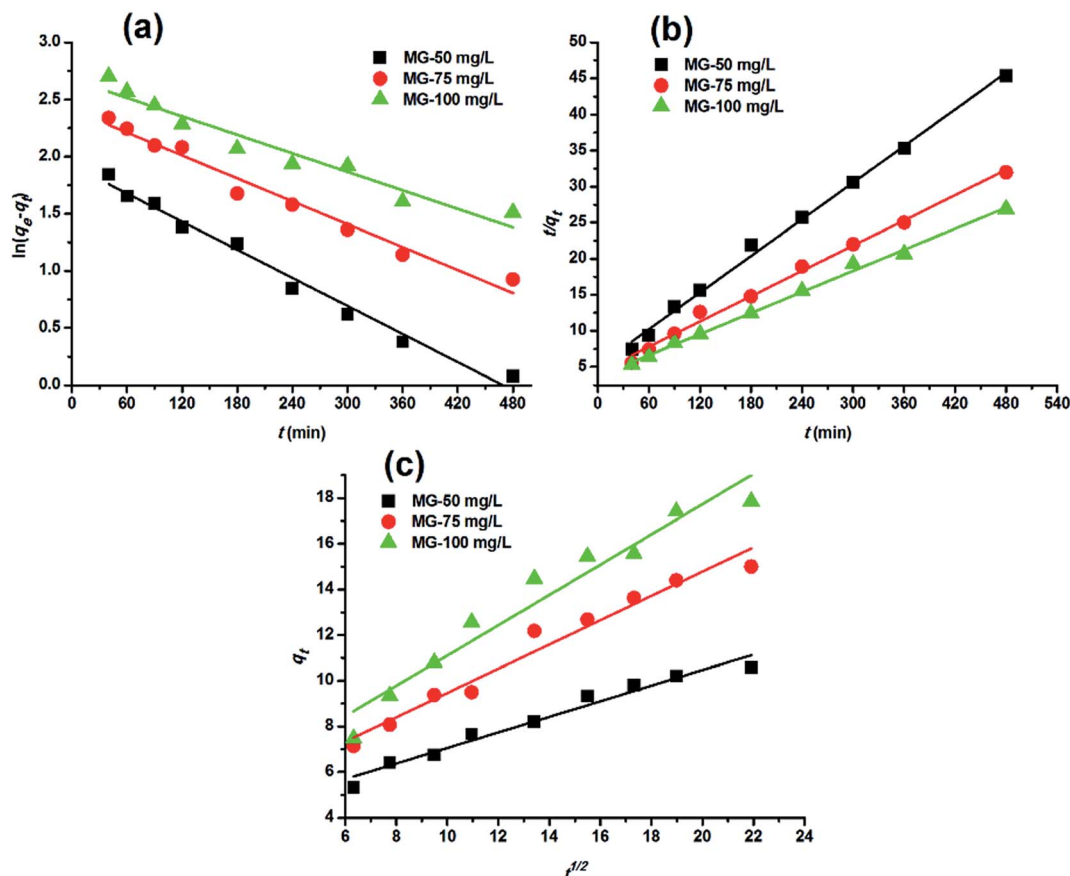 (a)
MG-50 mg/L
MG-75 mg/L
MG-100 mg/L
3.0
2.5
2.0
1.5
1.0
0.5
0.0
ln(qe-qt)
0 60 120 180 240 300 360 420 480
t (min)
(b)
MG-50 mg/L
MG-75 mg/L
MG-100 mg/L
50
45
40
35
30
25
20
15
10
5
t/qt
0 60 120 180 240 300 360 420 480 540
t (min)
(c)
MG-50 mg/L
MG-75 mg/L
MG-100 mg/L
18
16
14
12
10
8
6
4
qt
6 8 10 12 14 16 18 20 22 24
t1/2